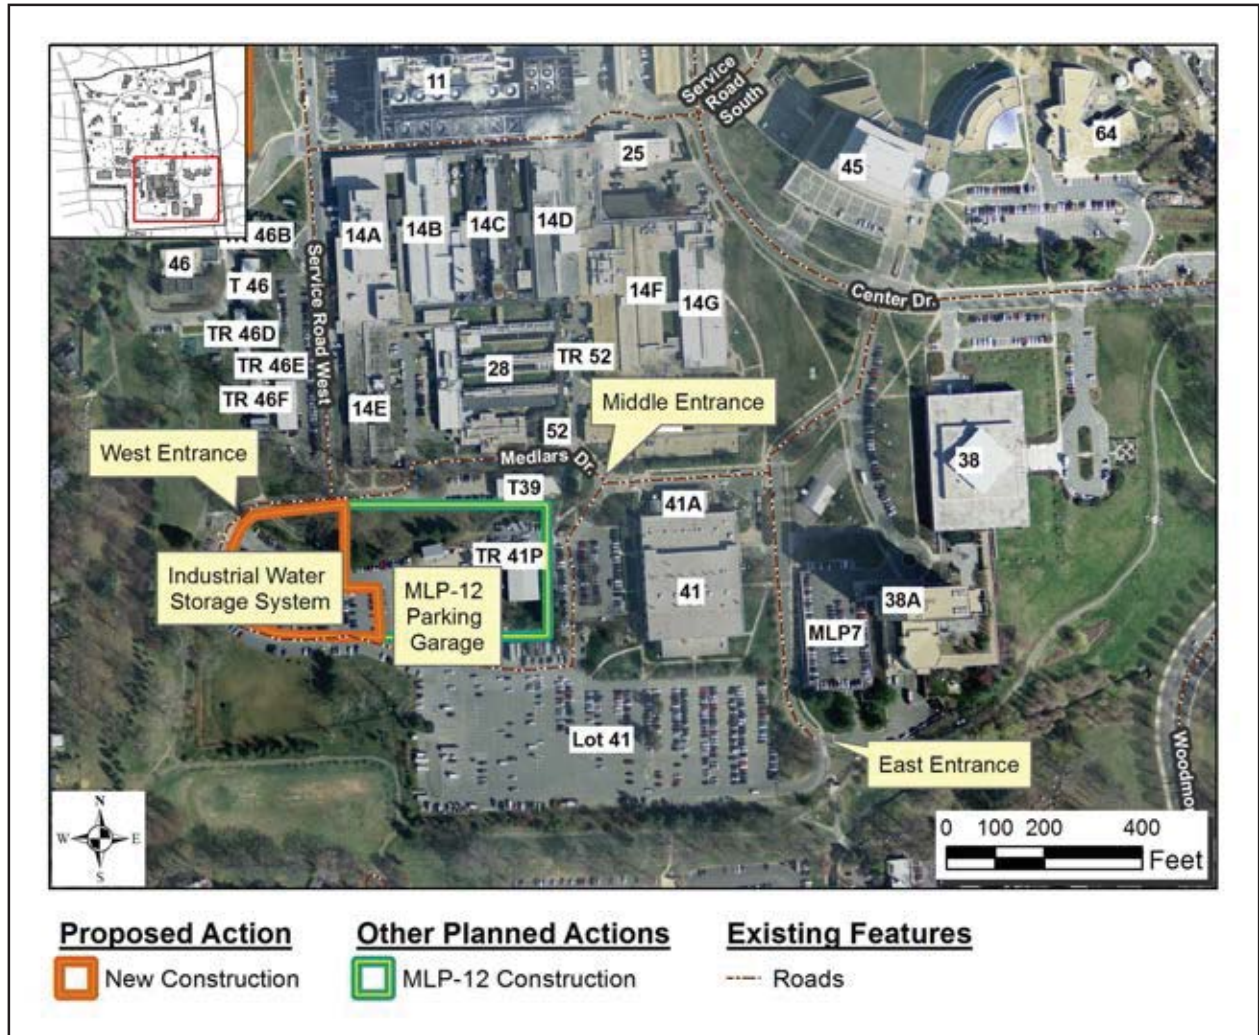 11
Service
Road
South
25
45
64
TR 46B
46
T 46
TR 46D
TR 46E
TR 46F
Service Road West
14A
14B
14C
14D
14F
14G
Center Dr.
28
TR 52
14E
52
Middle Entrance
West Entrance
Medlars Dr.
38
T39
41A
Industrial Water
Storage System
TR 41P
MLP-12
Parking
Garage
41
38A
MLP7
Lot 41
East Entrance
N
W
E
S
0 100 200 400
Feet
Proposed Action
New Construction
Other Planned Actions
MLP-12 Construction
Existing Features
Roads